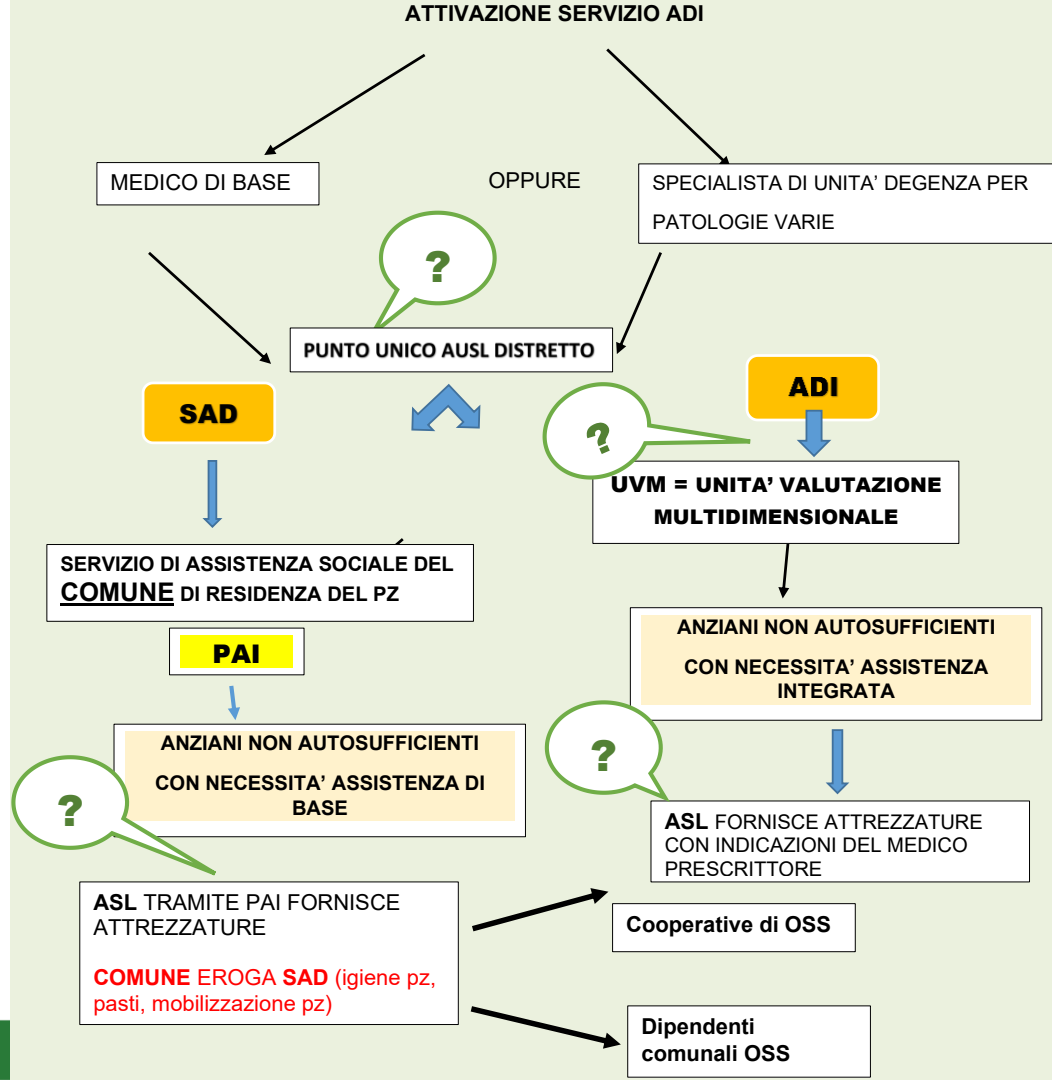 ATTIVAZIONE SERVIZIO ADI
MEDICO DI BASE
OPPURE
SPECIALISTA DI UNITA’ DEGENZA PER
PATOLOGIE VARIE
?
PUNTO UNICO AUSL DISTRETTO
SAD
ADI
?
UVM = UNITA’ VALUTAZIONE
MULTIDIMENSIONALE
SERVIZIO DI ASSISTENZA SOCIALE DEL
COMUNE DI RESIDENZA DEL PZ
PAI
ANZIANI NON AUTOSUFFICIENTI
CON NECESSITA’ ASSISTENZA
INTEGRATA
ANZIANI NON AUTOSUFFICIENTI
CON NECESSITA’ ASSISTENZA DI
BASE
?
?
ASL FORNISCE ATTREZZATURE
CON INDICAZIONI DEL MEDICO
PRESCRITTORE
ASL TRAMITE PAI FORNISCE
ATTREZZATURE
COMUNE EROGA SAD (igiene pz,
pasti, mobilizzazione pz)
Cooperative di OSS
Dipendenti
comunali OSS